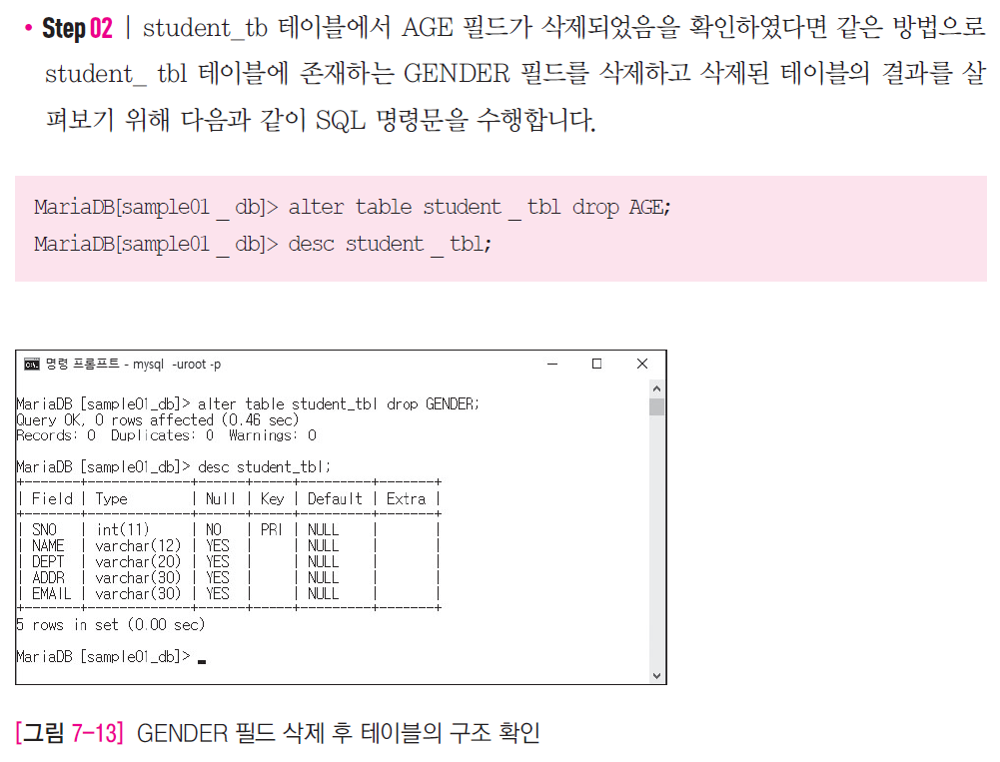 • Step 02 | student_tb 테이블에서 AGE 필드가 삭제되었음을 확인하였다면 같은 방법으로
student_ tbl 테이블에 존재하는 GENDER 필드를 삭제하고 삭제된 테이블의 결과를 살
펴보기 위해 다음과 같이 SQL 명령문을 수행합니다.
MariaDB[sample01 _ db]> alter table student _ tbl drop AGE;
MariaDB[sample01 _ db]> desc student _ tbl;
명령 프롬프트 - mysql -uroot -p
MariaDB [sample01_db]> alter table student_tbl drop GENDER;
Query OK, 0 rows affected (0.46 sec)
Records: 0  Duplicates: 0  Warnings: 0
MariaDB [sample01_db]> desc student_tbl;
+-------+-------------+------+-----+---------+-------+
| Field | Type        | Null | Key | Default | Extra |
+-------+-------------+------+-----+---------+-------+
| SNO   | int(11)     | NO   | PRI | NULL    |       |
| NAME  | varchar(12) | YES  |     | NULL    |       |
| DEPT  | varchar(20) | YES  |     | NULL    |       |
| ADDR  | varchar(30) | YES  |     | NULL    |       |
| EMAIL | varchar(30) | YES  |     | NULL    |       |
+-------+-------------+------+-----+---------+-------+
5 rows in set (0.00 sec)
MariaDB [sample01_db]> _
[그림 7-13] GENDER 필드 삭제 후 테이블의 구조 확인